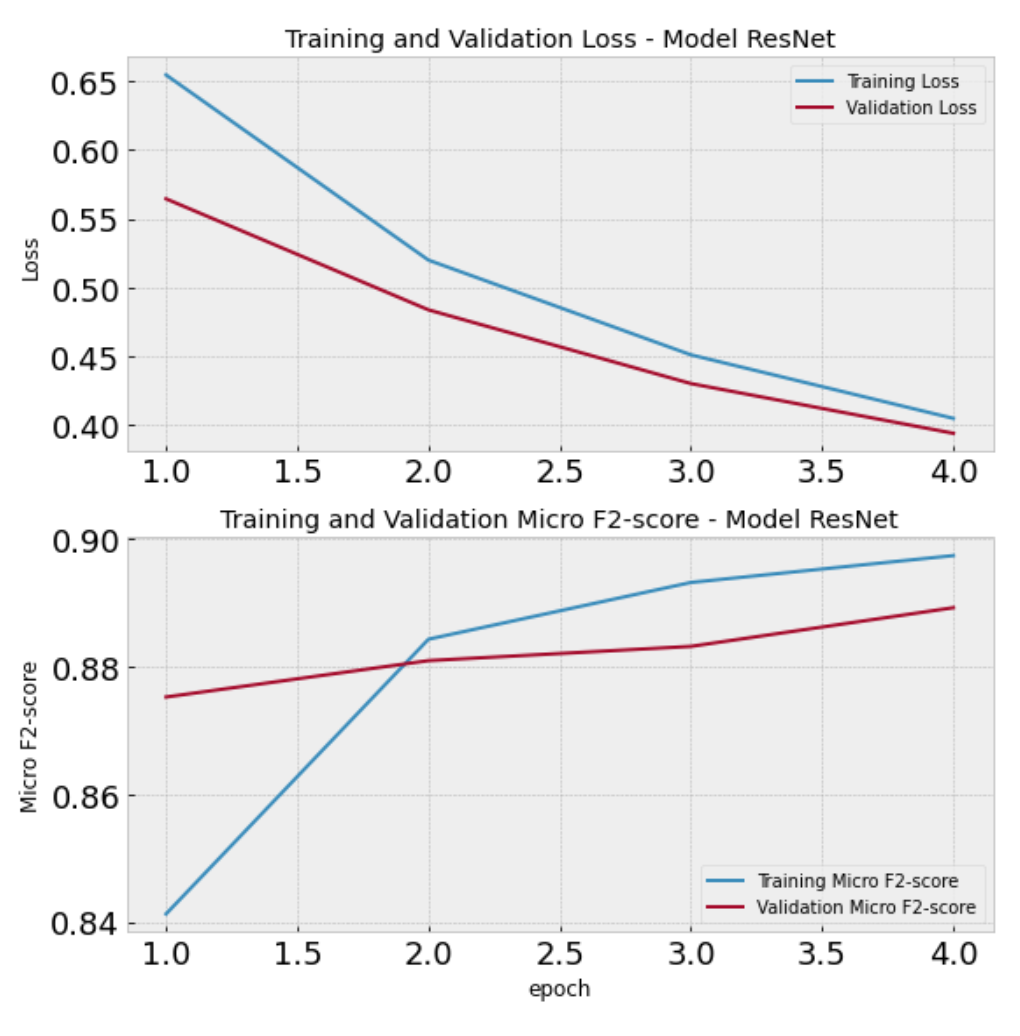 Training and Validation Loss - Model ResNet
Training Loss
Validation Loss
Loss
0.65
0.60
0.55
0.50
0.45
0.40
1.0 1.5 2.0 2.5 3.0 3.5 4.0
Training and Validation Micro F2-score - Model ResNet
Micro F2-score
0.90
0.88
0.86
0.84
Training Micro F2-score
Validation Micro F2-score
1.0 1.5 2.0 2.5 3.0 3.5 4.0
epoch